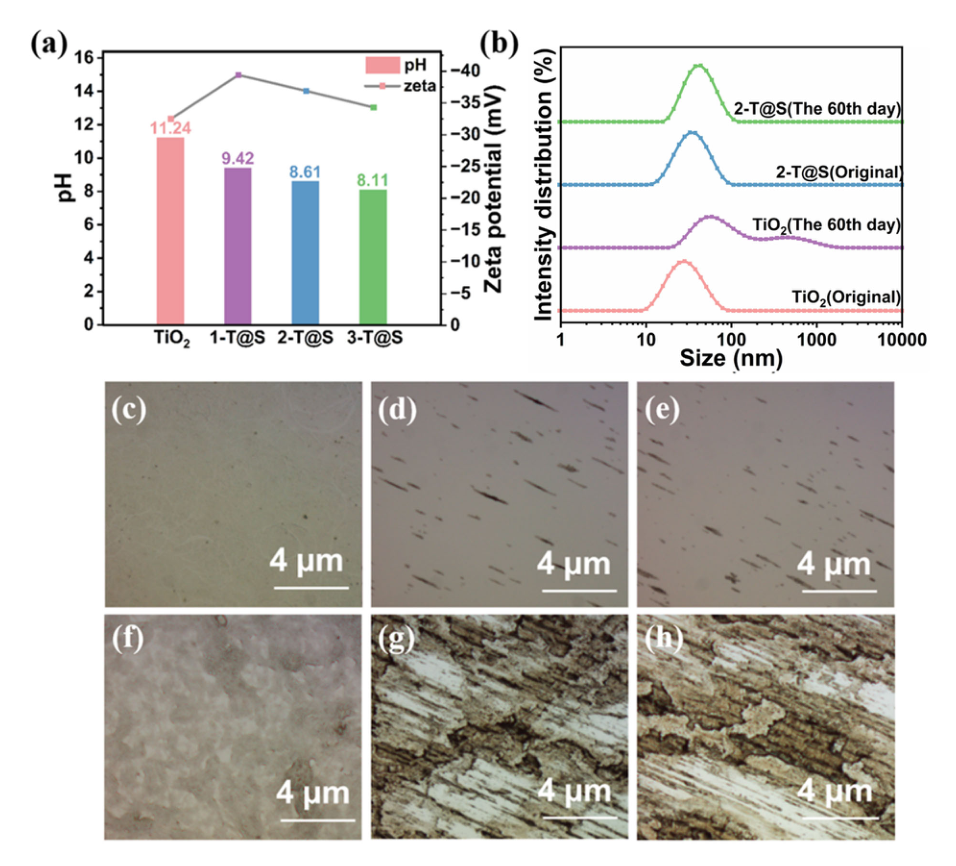 (a)
16
14
12
10
8
6
4
2
0
pH
pH
zeta
11.24
9.42
8.61
8.11
TiO₂
1-T@S
2-T@S
3-T@S
−40
−35
−30
−25
−20
−15
−10
−5
0
Zeta potential (mV)
(b)
Intensity distribution (%)
2-T@S(The 60th day)
2-T@S(Original)
TiO₂(The 60th day)
TiO₂(Original)
1
10
100
1000
10000
Size (nm)
(c)
4 μm
(d)
4 μm
(e)
4 μm
(f)
4 μm
(g)
4 μm
(h)
4 μm